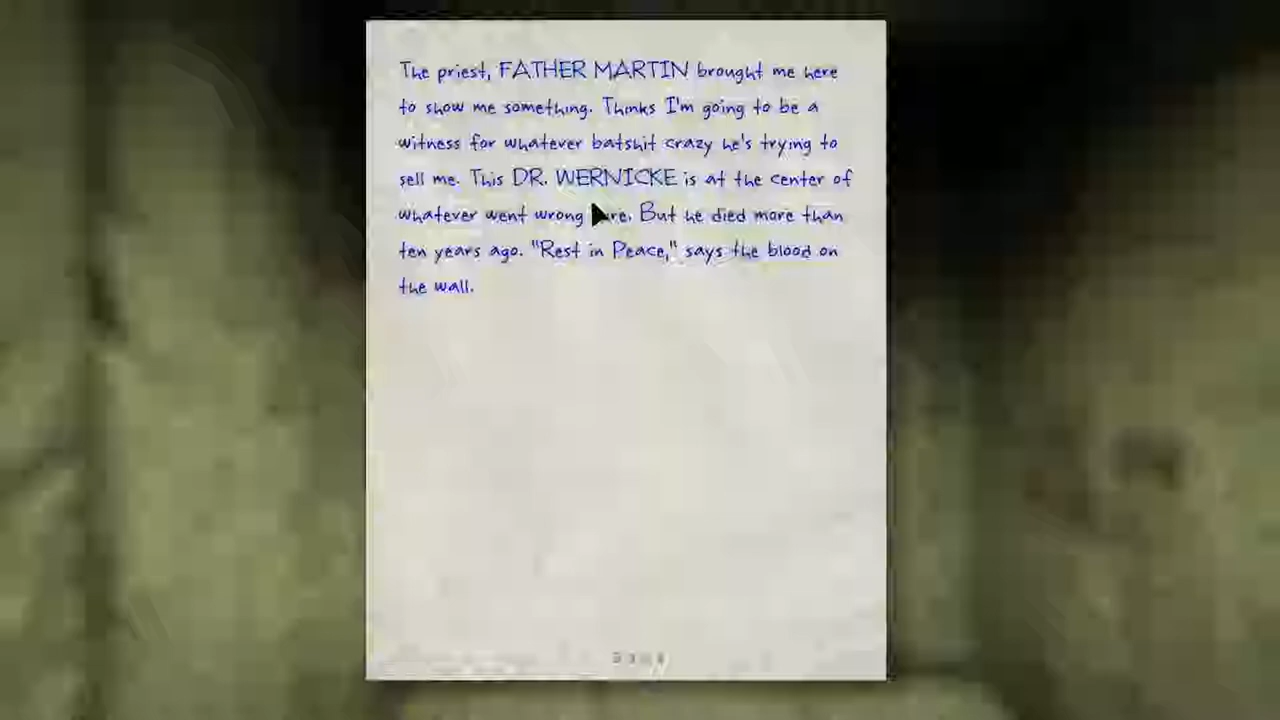 The priest, FATHER MARTIN brought me here
to show me something. Thinks I'm going to be a
witness for whatever batshit crazy he's trying to
sell me. This DR. WERNICKE is at the center of
whatever went wrong But he died more than
ten years ago. "Rest in Peace," says the blood on
the wall.